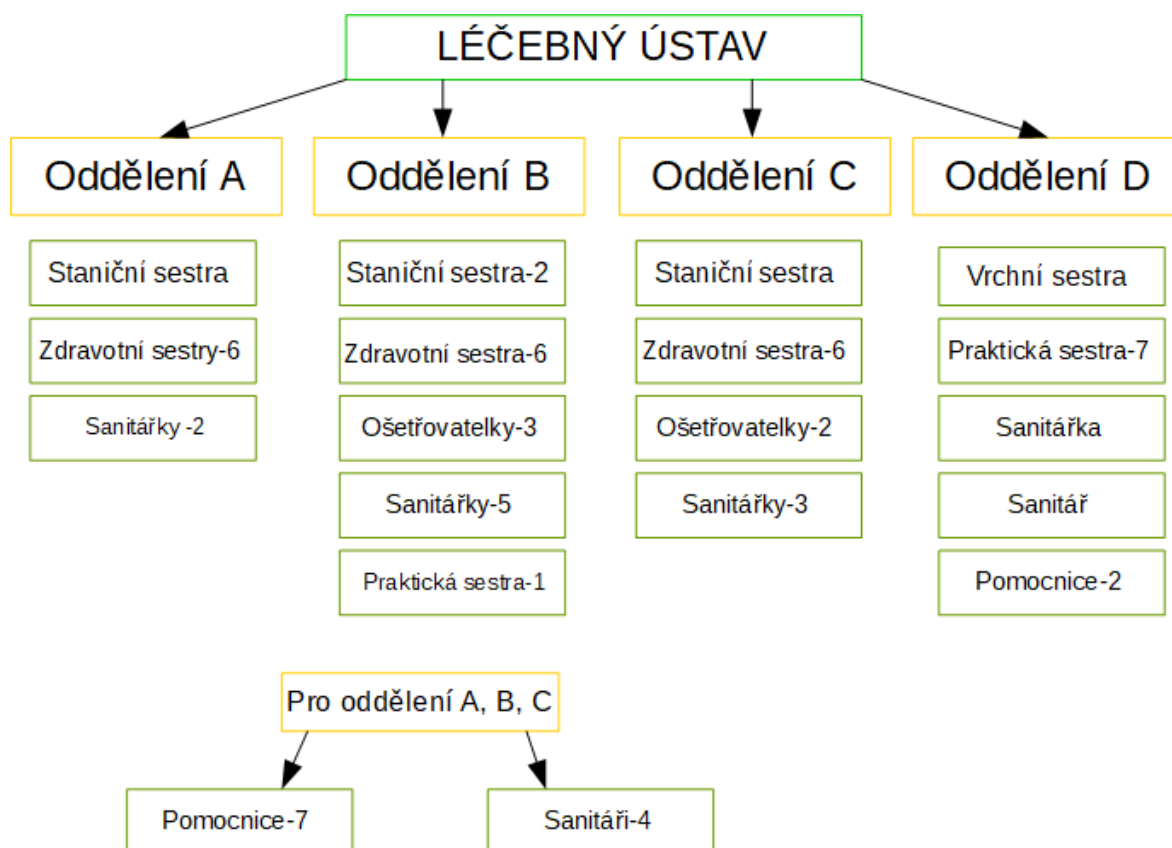 LÉČEBNÝ ÚSTAV
Oddělení A
Oddělení B
Oddělení C
Oddělení D
Staniční sestra
Staniční sestra-2
Staniční sestra
Vrchní sestra
Zdravotní sestry-6
Zdravotní sestra-6
Zdravotní sestra-6
Praktická sestra-7
Sanitářky -2
Ošetřovatelky-3
Ošetřovatelky-2
Sanitářka
Sanitářky-5
Sanitářky-3
Sanitář
Praktická sestra-1
Pomocnice-2
Pro oddělení A, B, C
Pomocnice-7
Sanitáři-4